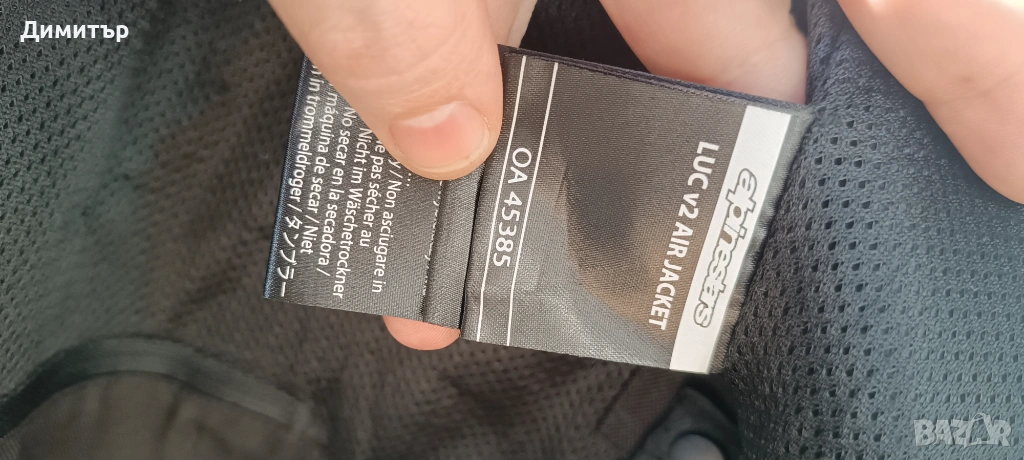 Димитър
alpinestars
LUC v2 AIR JACKET
OA 45385
/ Non asciugare in
pas sécher au
/ Nicht im Wäschetrockner
/ No secar en la secadora /
máquina de secar / Niet
in trommeldroger / タンブラー
BAZAR